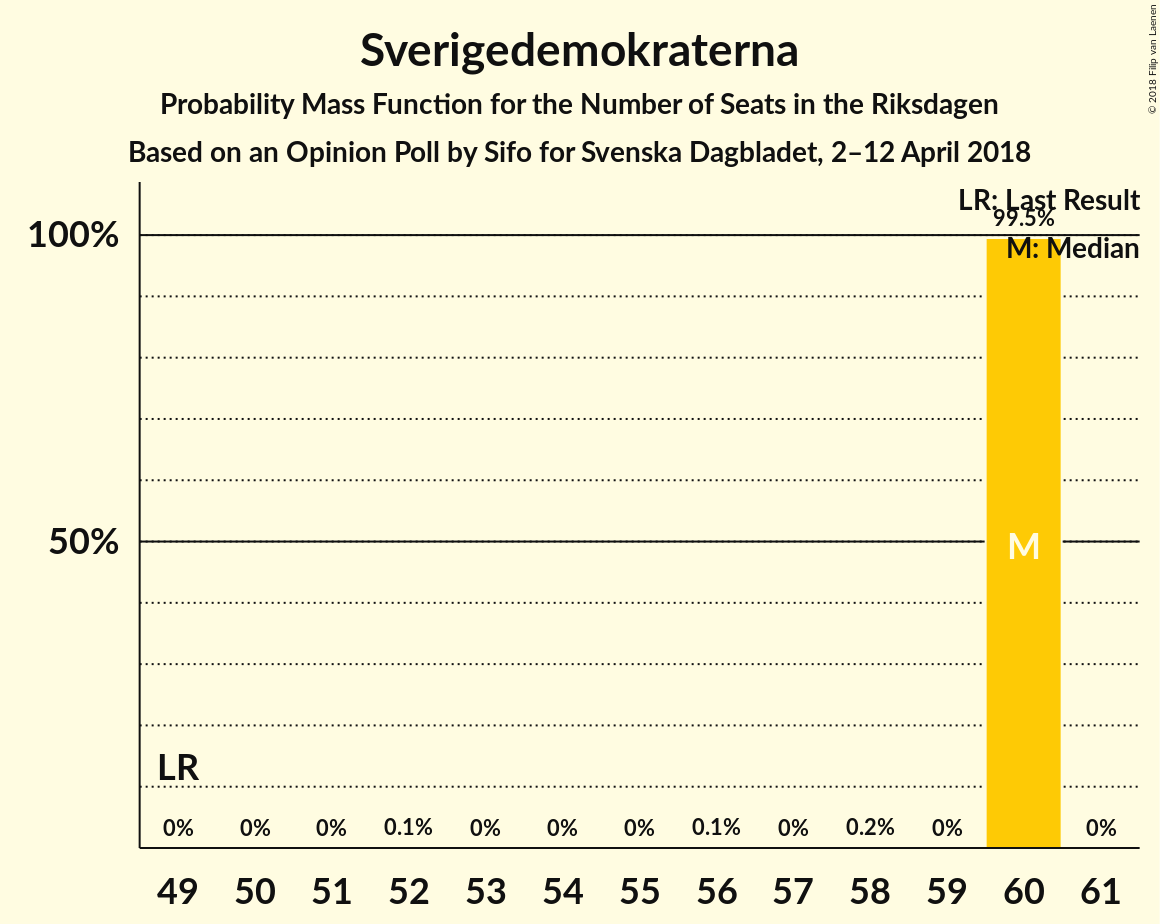 Sverigedemokraterna
Probability Mass Function for the Number of Seats in the Riksdagen
Based on an Opinion Poll by Sifo for Svenska Dagbladet, 2–12 April 2018
© 2018 Filip van Laenen
LR: Last Result
99.5%
M: Median
100%
50%
M
LR
0% 0% 0% 0.1% 0% 0% 0% 0.1% 0% 0.2% 0% 0%
49 50 51 52 53 54 55 56 57 58 59 60 61